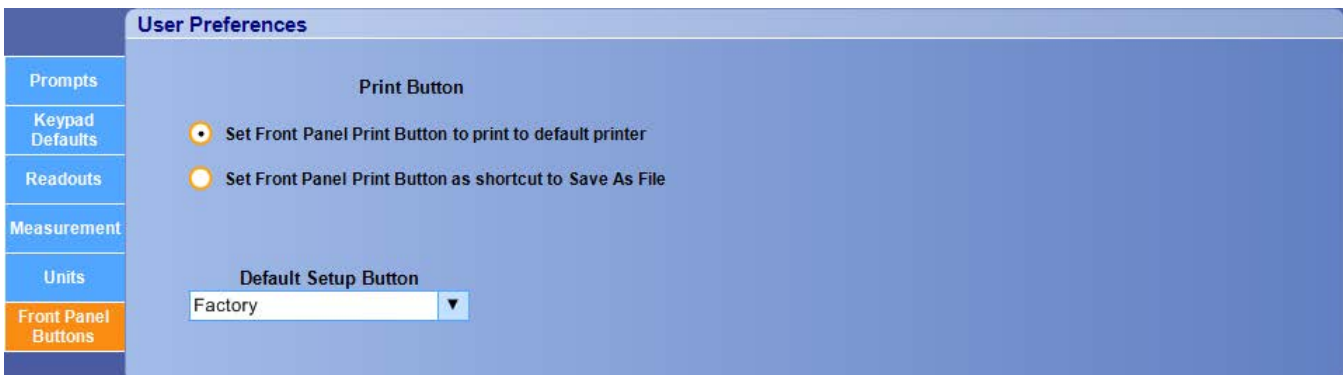 User Preferences
Prompts
Keypad
Defaults
Readouts
Measurement
Units
Front Panel
Buttons
Print Button
Set Front Panel Print Button to print to default printer
Set Front Panel Print Button as shortcut to Save As File
Default Setup Button
Factory